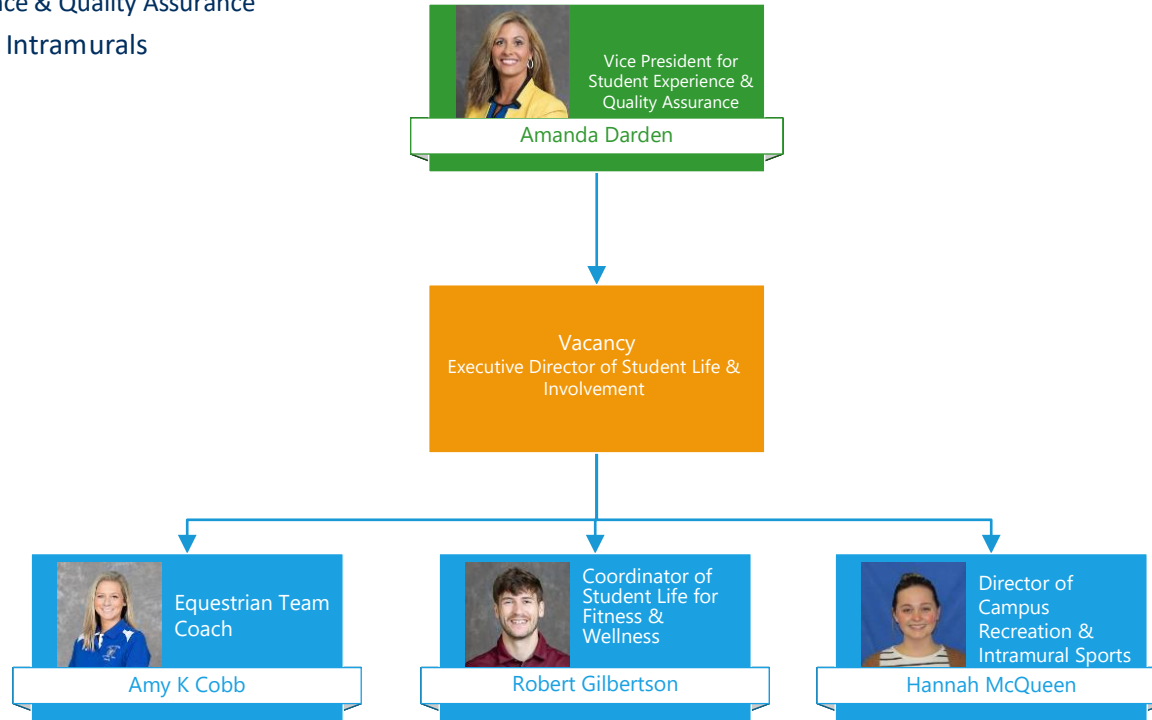 & Quality Assurance
Intramurals
Vice President for
Student Experience &
Quality Assurance
Amanda Darden
Vacancy
Executive Director of Student Life &
Involvement
Equestrian Team
Coach
Amy K Cobb
Coordinator of
Student Life for
Fitness &
Wellness
Robert Gilbertson
Director of
Campus
Recreation &
Intramural Sports
Hannah McQueen